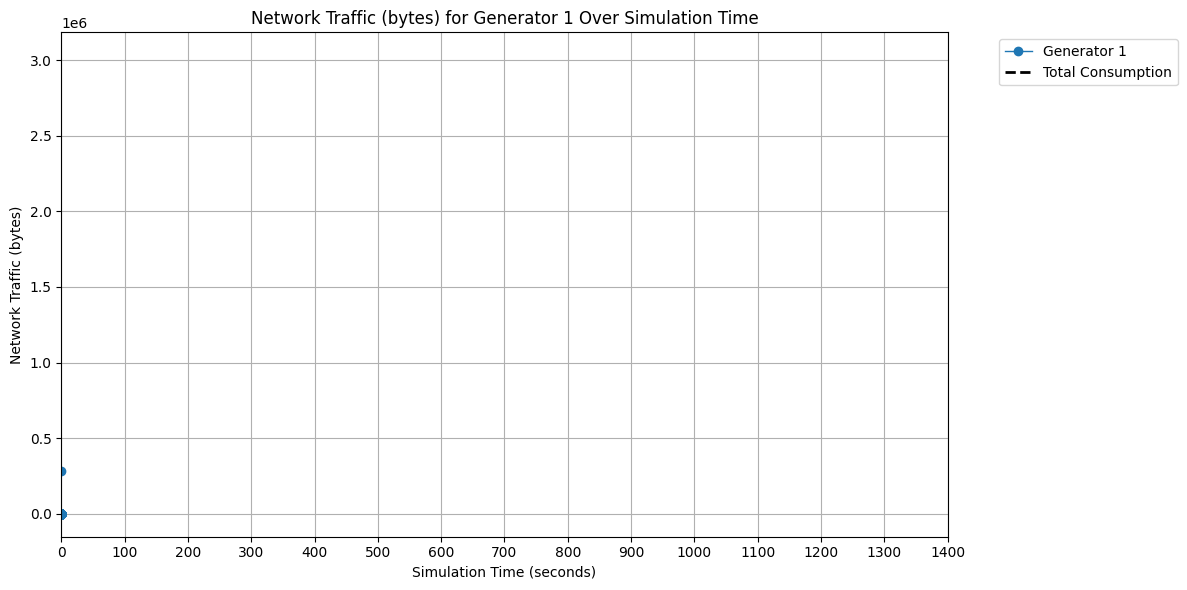 Network Traffic (bytes) for Generator 1 Over Simulation Time
1e6
3.0
2.5
2.0
1.5
1.0
0.5
0.0
Network Traffic (bytes)
0 100 200 300 400 500 600 700 800 900 1000 1100 1200 1300 1400
Simulation Time (seconds)
Generator 1
Total Consumption